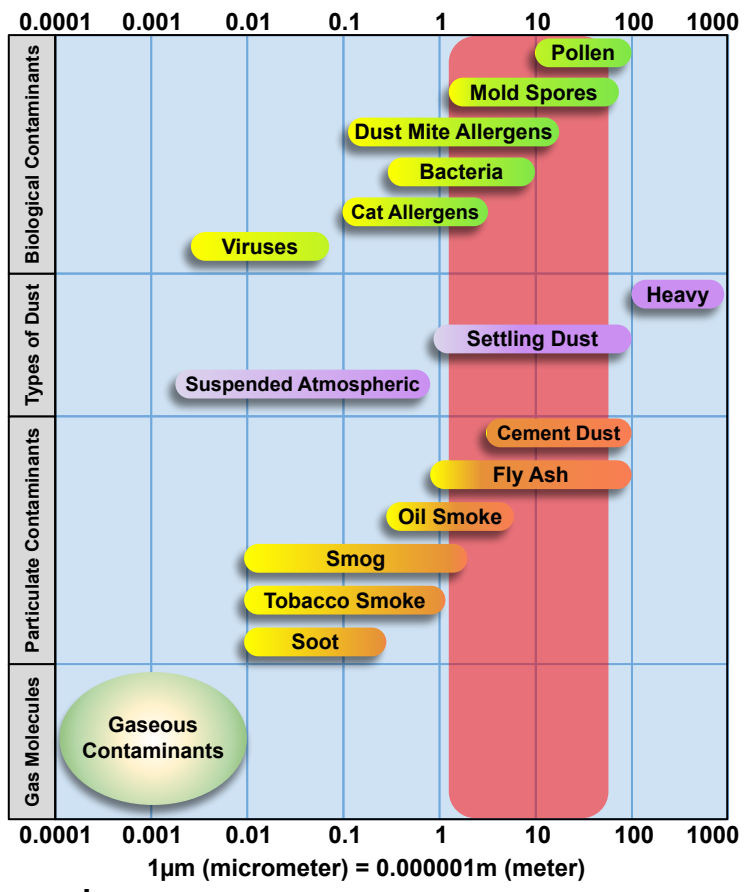 0.0001 0.001 0.01 0.1 1 10 100 1000
Biological Contaminants
Pollen
Mold Spores
Dust Mite Allergens
Bacteria
Cat Allergens
Viruses
Types of Dust
Heavy
Settling Dust
Suspended Atmospheric
Particulate Contaminants
Cement Dust
Fly Ash
Oil Smoke
Smog
Tobacco Smoke
Soot
Gas Molecules
Gaseous
Contaminants
0.0001 0.001 0.01 0.1 1 10 100 1000
1μm (micrometer) = 0.000001m (meter)